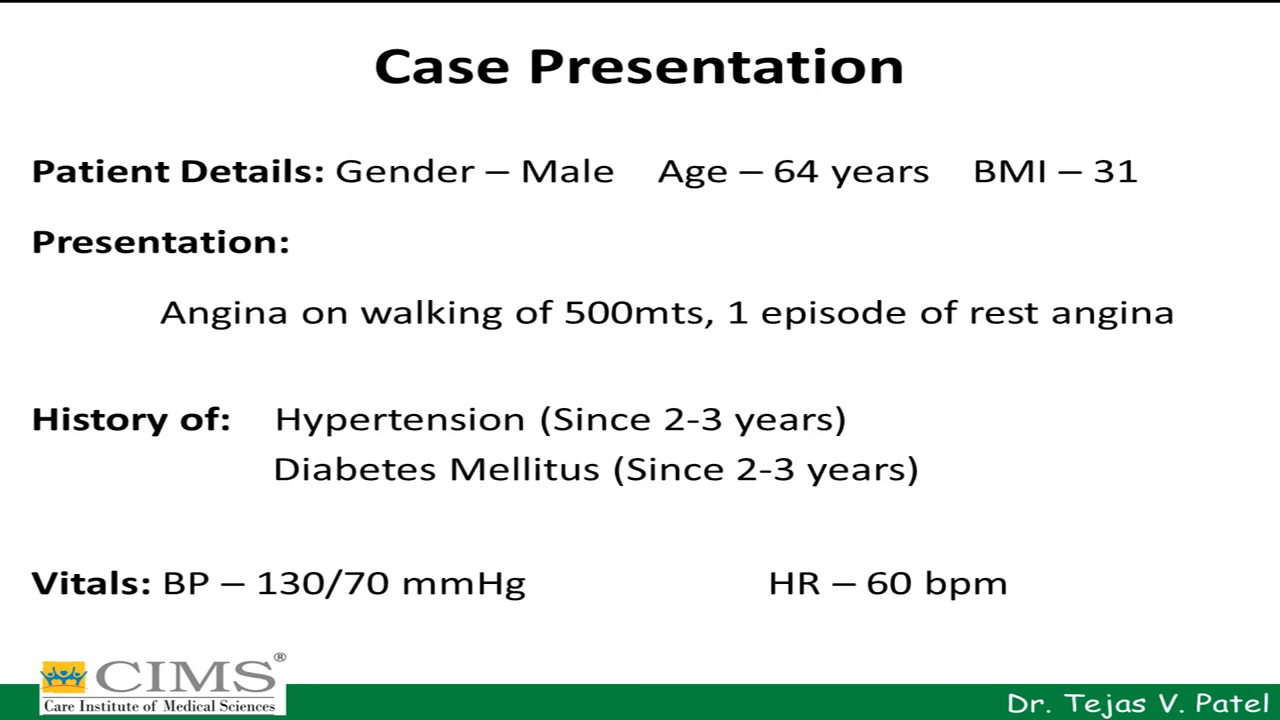 Case Presentation
Patient Details: Gender – Male Age – 64 years BMI – 31
Presentation:
Angina on walking of 500mts, 1 episode of rest angina
History of: Hypertension (Since 2-3 years)
Diabetes Mellitus (Since 2-3 years)
Vitals: BP – 130/70 mmHg HR – 60 bpm
CIMS®
Care Institute of Medical Sciences
Dr. Tejas V. Patel